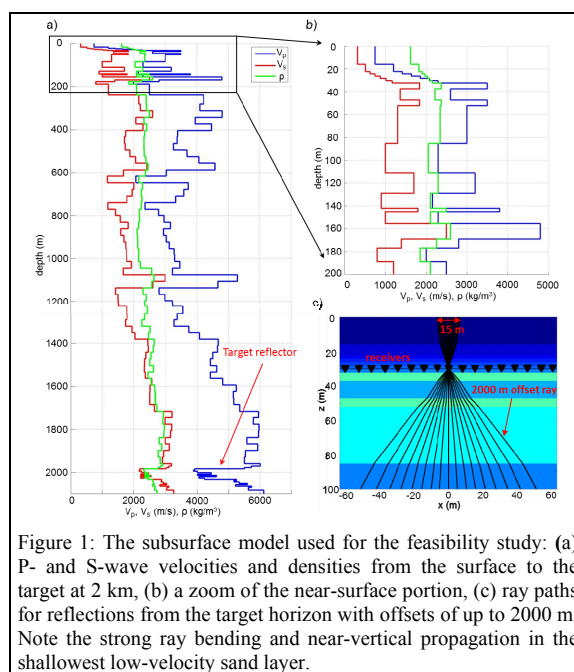 a)
Vp
Vs
ρ
0
200
400
600
800
1000
1200
1400
1600
1800
2000
depth (m)
Target reflector
0 2000 4000 6000
Vp, Vs (m/s), ρ (kg/m³)
b)
0
20
40
60
80
100
120
140
160
180
200
depth (m)
0 1000 2000 3000 4000 5000
Vp, Vs (m/s), ρ (kg/m³)
c)
0
20
40
60
80
100
z (m)
15 m
receivers
2000 m offset ray
-60 -40 -20 0 20 40 60
x (m)
Figure 1: The subsurface model used for the feasibility study: (a)
P- and S-wave velocities and densities from the surface to the
target at 2 km, (b) a zoom of the near-surface portion, (c) ray paths
for reflections from the target horizon with offsets of up to 2000 m
Note the strong ray bending and near-vertical propagation in the
shallowest low-velocity sand layer.